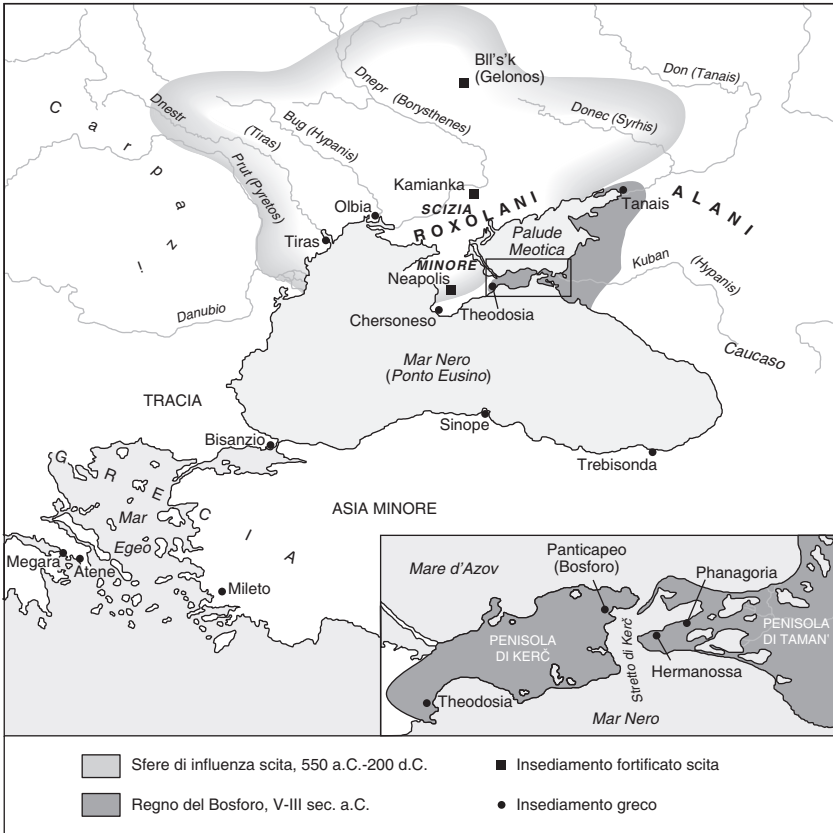 Bll's'k
(Gelonos)
Don (Tanais)
Dnepr (Borysthenes)
Donec (Syrhis)
Dnestr
(Tiras)
Bug (Hypanis)
Prut (Pyretos)
Carpazi
Kamianka
SCIZIA
MINORE
ROXOLANI
ALANI
Olbia
Tiras
Tanais
Palude
Meotica
Kuban
(Hypanis)
Neapolis
Theodosia
Chersoneso
Danubio
Caucaso
Mar Nero
(Ponto Eusino)
TRACIA
Sinope
Bisanzio
Trebisonda
GRECIA
ASIA MINORE
Mar
Egeo
Megara
Atene
Mileto
Mare d'Azov
Panticapeo
(Bosforo)
Phanagoria
PENISOLA
DI KERČ
Stretto di Kerč
PENISOLA
DI TAMAN'
Hermanossa
Theodosia
Mar Nero
Sfere di influenza scita, 550 a.C.-200 d.C.
Insediamento fortificato scita
Regno del Bosforo, V-III sec. a.C.
Insediamento greco